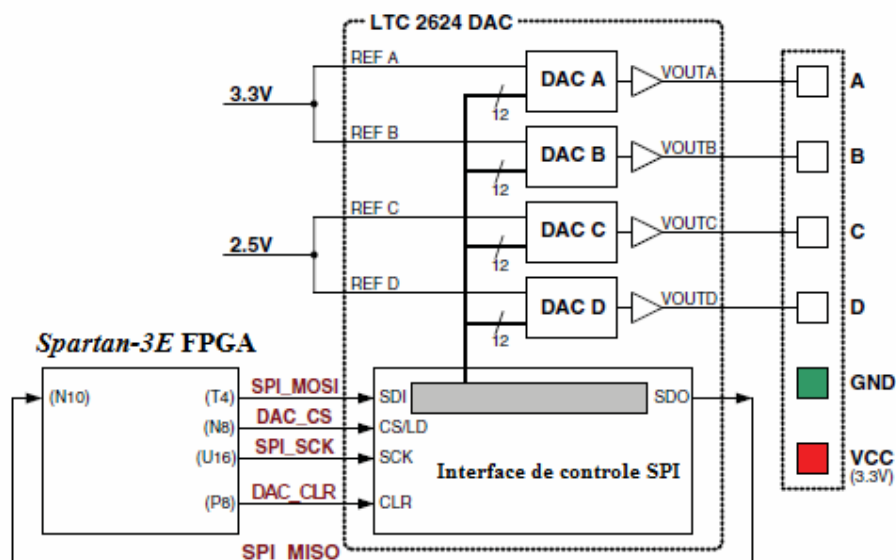 LTC 2624 DAC
REF A
DAC A
VOUTA
A
3.3V
12
REF B
DAC B
VOUTB
B
12
REF C
DAC C
VOUTC
C
2.5V
12
REF D
DAC D
VOUTD
D
12
Spartan-3E FPGA
GND
(N10)
(T4)
SPI_MOSI
SDI
SDO
(N8)
DAC_CS
CS/LD
(U16)
SPI_SCK
SCK
Interface de controle SPI
VCC
(3.3V)
(P8)
DAC_CLR
CLR
SPI_MISO